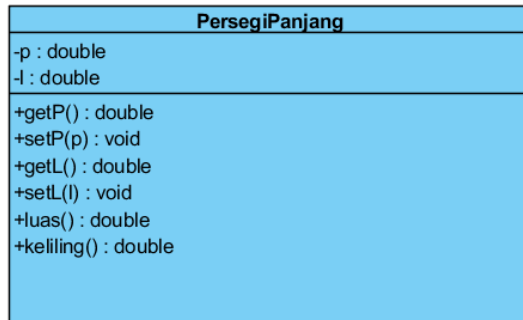 PersegiPanjang
-p : double
-l : double
+getP() : double
+setP(p) : void
+getL() : double
+setL(l) : void
+luas() : double
+keliling() : double